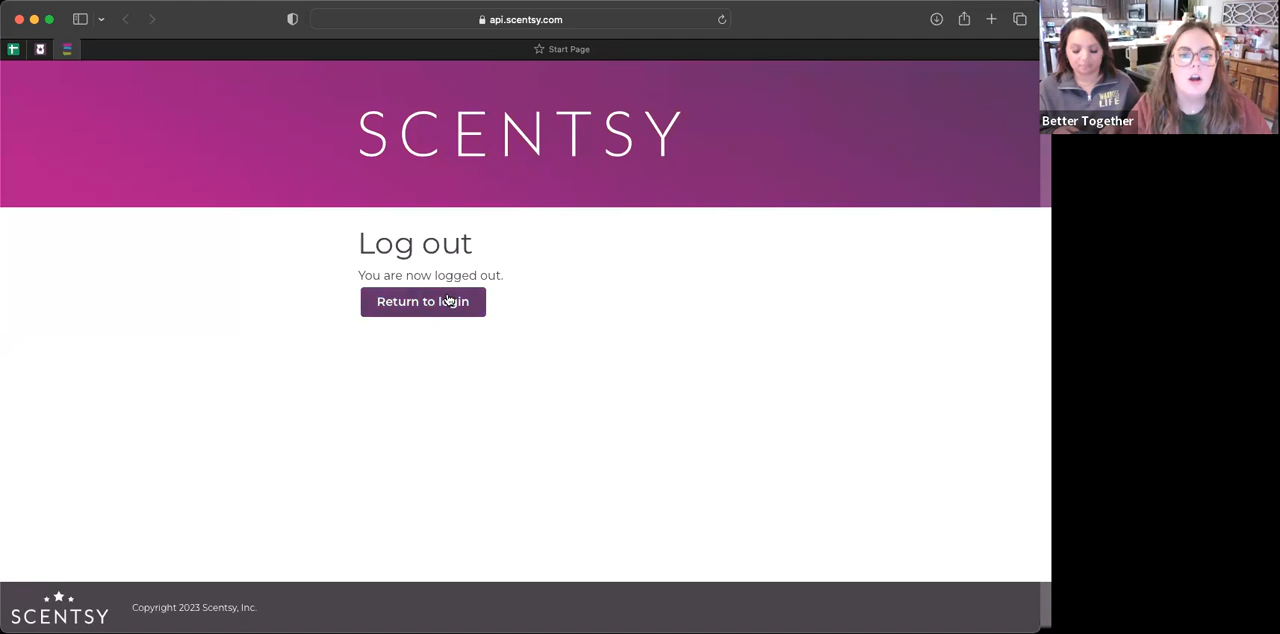 api.scentsy.com
Start Page
SCENTSY
Log out
You are now logged out.
Return to login
SCENTSY
Copyright 2023 Scentsy, Inc.
LIFE
Better Together